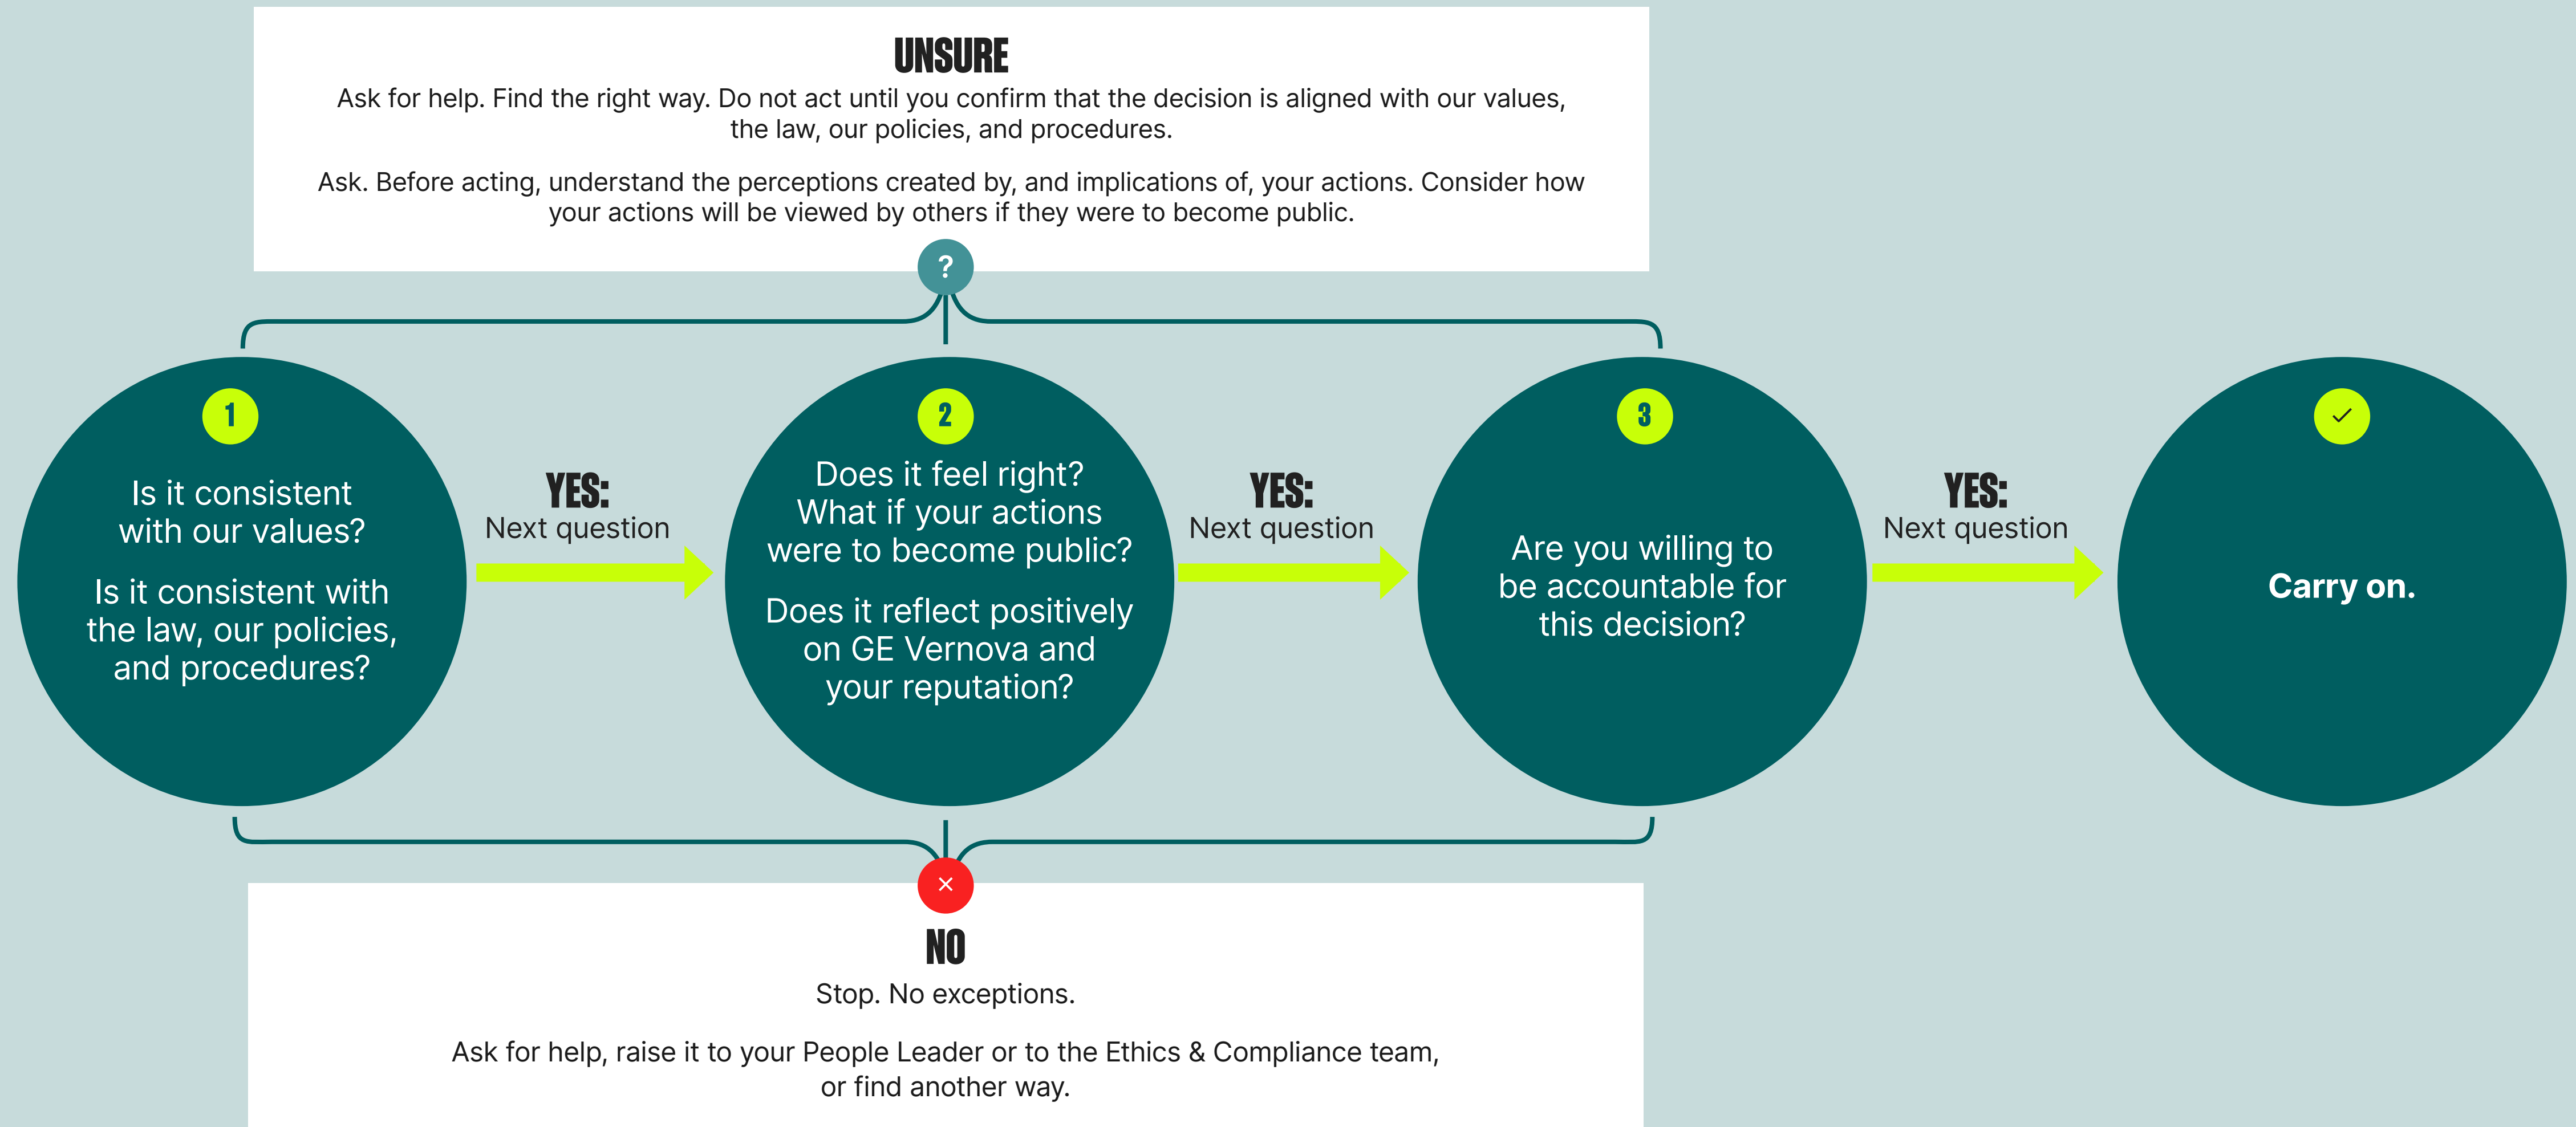 UNSURE
Ask for help. Find the right way. Do not act until you confirm that the decision is aligned with our values,
the law, our policies, and procedures.
Ask. Before acting, understand the perceptions created by, and implications of, your actions. Consider how
your actions will be viewed by others if they were to become public.
?
1
Is it consistent
with our values?
Is it consistent with
the law, our policies,
and procedures?
YES:
Next question
2
Does it feel right?
What if your actions
were to become public?
Does it reflect positively
on GE Vernova and
your reputation?
YES:
Next question
3
Are you willing to
be accountable for
this decision?
YES:
Next question
Carry on.
NO
Stop. No exceptions.
Ask for help, raise it to your People Leader or to the Ethics & Compliance team,
or find another way.